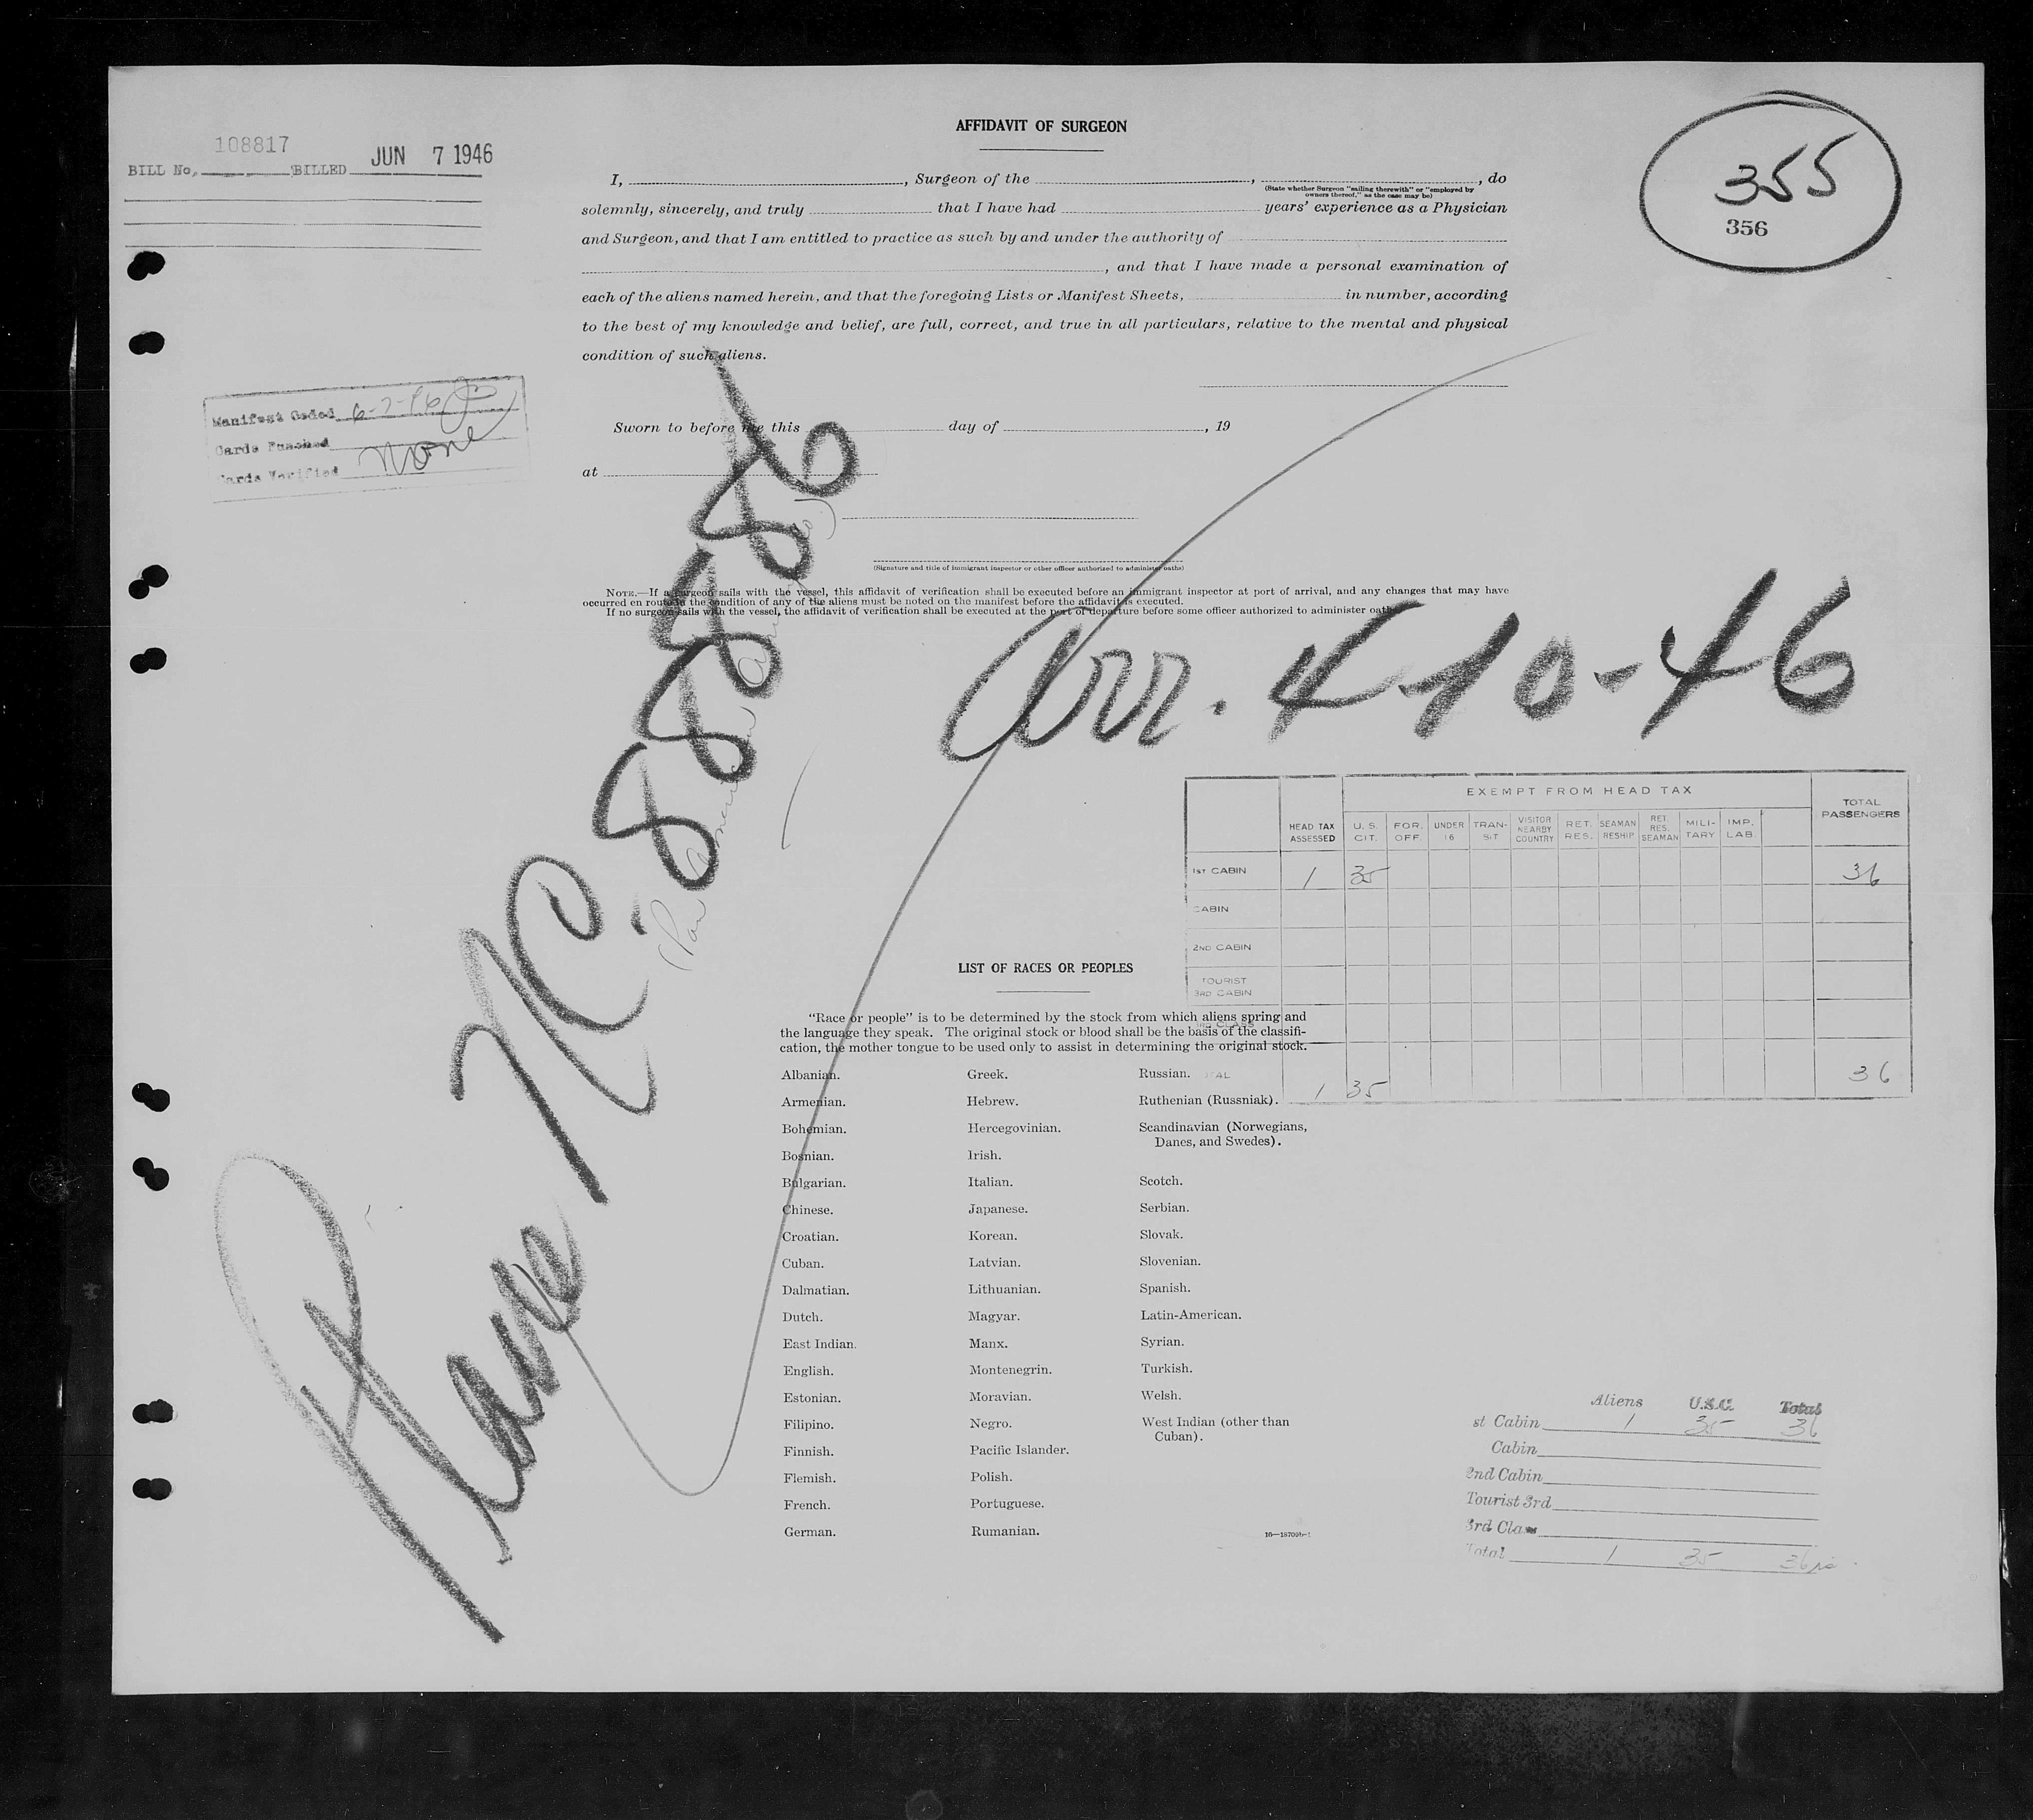 108817
BILL No. BILLED JUN 7 1946
AFFIDAVIT OF SURGEON
355
356
I, , Surgeon of the , , do
(State whether Surgeon "sailing therewith" or "employed by
owners thereof," as the case may be)
solemnly, sincerely, and truly that I have had years' experience as a Physician
and Surgeon, and that I am entitled to practice as such by and under the authority of
, and that I have made a personal examination of
each of the aliens named herein, and that the foregoing Lists or Manifest Sheets, in number, according
to the best of my knowledge and belief, are full, correct, and true in all particulars, relative to the mental and physical
condition of such aliens.
Manifest Coded 6-7-46
Cards Punched
Cards Verified None
Sworn to before me this day of , 19
at
(Signature and title of immigrant inspector or other officer authorized to administer oaths)
NOTE.—If a surgeon sails with the vessel, this affidavit of verification shall be executed before an immigrant inspector at port of arrival, and any changes that may have
occurred en route in the condition of any of the aliens must be noted on the manifest before the affidavit is executed.
If no surgeon sails with the vessel, the affidavit of verification shall be executed at the port of departure before some officer authorized to administer oaths.
Plane NC. 88886
(Pan American
Arr. 4-10-46
EXEMPT FROM HEAD TAX
HEAD TAX ASSESSED U. S. CIT. FOR. OFF. UNDER 16 TRAN-SIT VISITOR NEARBY COUNTRY RET. RES. SEAMAN RESHIP RET. RES. SEAMAN MILI-TARY IMP. LAB. TOTAL PASSENGERS
1ST CABIN 1 35 36
CABIN
2ND CABIN
TOURIST
3RD CABIN
3RD CLASS
TOTAL 1 35 36
LIST OF RACES OR PEOPLES
"Race or people" is to be determined by the stock from which aliens spring and
the language they speak. The original stock or blood shall be the basis of the classifi-
cation, the mother tongue to be used only to assist in determining the original stock.
Albanian.
Armenian.
Bohemian.
Bosnian.
Bulgarian.
Chinese.
Croatian.
Cuban.
Dalmatian.
Dutch.
East Indian.
English.
Estonian.
Filipino.
Finnish.
Flemish.
French.
German.
Greek.
Hebrew.
Hercegovinian.
Irish.
Italian.
Japanese.
Korean.
Latvian.
Lithuanian.
Magyar.
Manx.
Montenegrin.
Moravian.
Negro.
Pacific Islander.
Polish.
Portuguese.
Rumanian.
Russian.
Ruthenian (Russniak).
Scandinavian (Norwegians,
Danes, and Swedes).
Scotch.
Serbian.
Slovak.
Slovenian.
Spanish.
Latin-American.
Syrian.
Turkish.
Welsh.
West Indian (other than
Cuban).
16—18709b-1
Aliens U.S.C. Total
st Cabin 1 35 36
Cabin
2nd Cabin
Tourist 3rd
3rd Class
Total 1 35 36